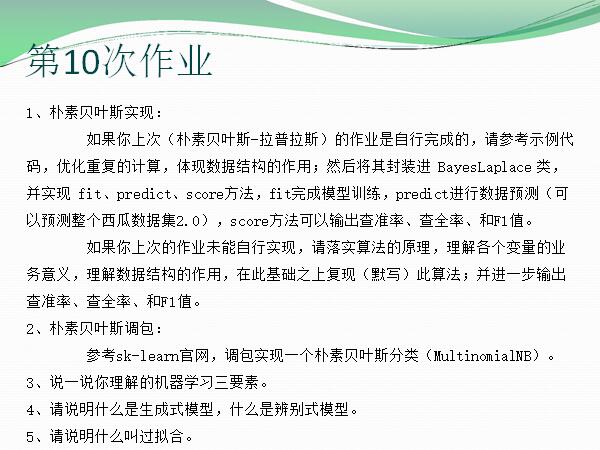 第10次作业
1、朴素贝叶斯实现：
如果你上次（朴素贝叶斯-拉普拉斯）的作业是自行完成的，请参考示例代
码，优化重复的计算，体现数据结构的作用；然后将其封装进 BayesLaplace 类，
并实现 fit、predict、score方法，fit完成模型训练，predict进行数据预测（可
以预测整个西瓜数据集2.0），score方法可以输出查准率、查全率、和F1值。
如果你上次的作业未能自行实现，请落实算法的原理，理解各个变量的业
务意义，理解数据结构的作用，在此基础之上复现（默写）此算法；并进一步输出
查准率、查全率、和F1值。
2、朴素贝叶斯调包：
参考sk-learn官网，调包实现一个朴素贝叶斯分类（MultinomialNB）。
3、说一说你理解的机器学习三要素。
4、请说明什么是生成式模型，什么是辨别式模型。
5、请说明什么叫过拟合。